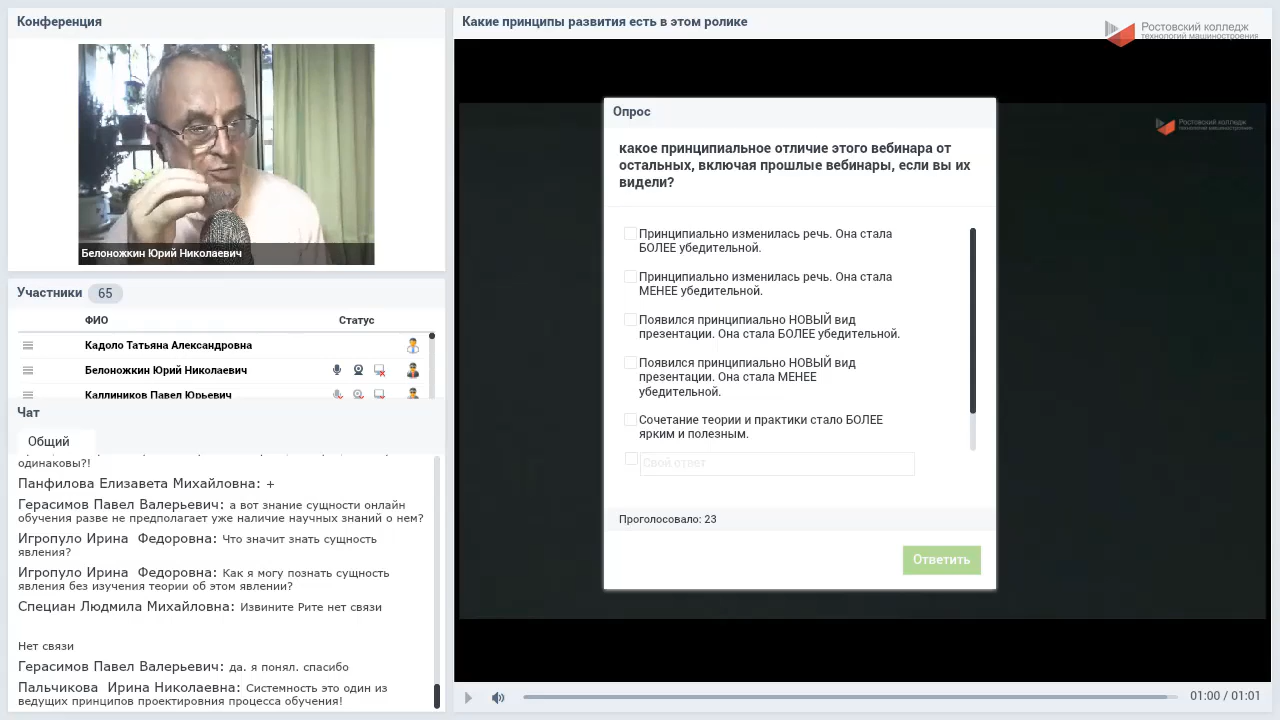 Конференция
Белоножкин Юрий Николаевич
Участники 65
ФИО Статус
Кадоло Татьяна Александровна
Белоножкин Юрий Николаевич
Каллиников Павел Юрьевич
Чат
Общий
одинаковы?!
Панфилова Елизавета Михайловна: +
Герасимов Павел Валерьевич: а вот знание сущности онлайн
обучения разве не предполагает уже наличие научных знаний о нем?
Игропуло Ирина Федоровна: Что значит знать сущность
явления?
Игропуло Ирина Федоровна: Как я могу познать сущность
явления без изучения теории об этом явлении?
Специан Людмила Михайловна: Извините Рите нет связи
Нет связи
Герасимов Павел Валерьевич: да. я понял. спасибо
Пальчикова Ирина Николаевна: Системность это один из
ведущих принципов проектировния процесса обучения!
Какие принципы развития есть в этом ролике
Ростовский колледж
технологий машиностроения
Ростовский колледж
технологий машиностроения
Опрос
какое принципиальное отличие этого вебинара от
остальных, включая прошлые вебинары, если вы их
видели?
Принципиально изменилась речь. Она стала
БОЛЕЕ убедительной.
Принципиально изменилась речь. Она стала
МЕНЕЕ убедительной.
Появился принципиально НОВЫЙ вид
презентации. Она стала БОЛЕЕ убедительной.
Появился принципиально НОВЫЙ вид
презентации. Она стала МЕНЕЕ
убедительной.
Сочетание теории и практики стало БОЛЕЕ
ярким и полезным.
Свой ответ
Проголосовало: 23
Ответить
01:00 / 01:01